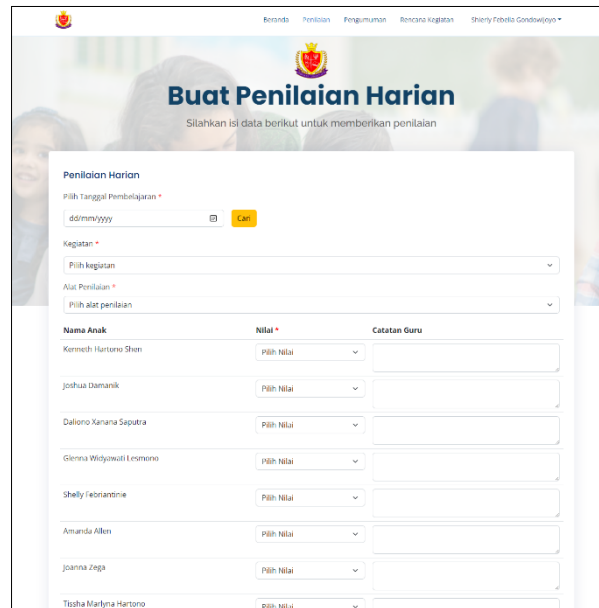 Beranda Penilaian Pengumuman Rencana Kegiatan Shierly Febelia Gondowijoyo
Buat Penilaian Harian
Silahkan isi data berikut untuk memberikan penilaian
Penilaian Harian
Pilih Tanggal Pembelajaran *
dd/mm/yyyy Cari
Kegiatan *
Pilih kegiatan
Alat Penilaian *
Pilih alat penilaian
Nama Anak Nilai * Catatan Guru
Kenneth Hartono Shen Pilih Nilai
Joshua Damanik Pilih Nilai
Daliono Xanana Saputra Pilih Nilai
Glenna Widyawati Lesmono Pilih Nilai
Shelly Febriantinie Pilih Nilai
Amanda Allen Pilih Nilai
Joanna Zega Pilih Nilai
Tissha Marlyna Hartono Pilih Nilai